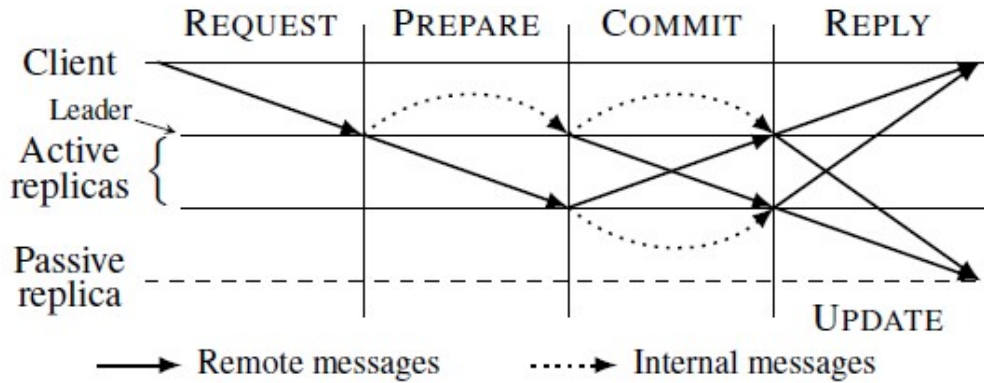 REQUEST PREPARE COMMIT REPLY
Client
Leader
Active
replicas
Passive
replica
UPDATE
Remote messages Internal messages